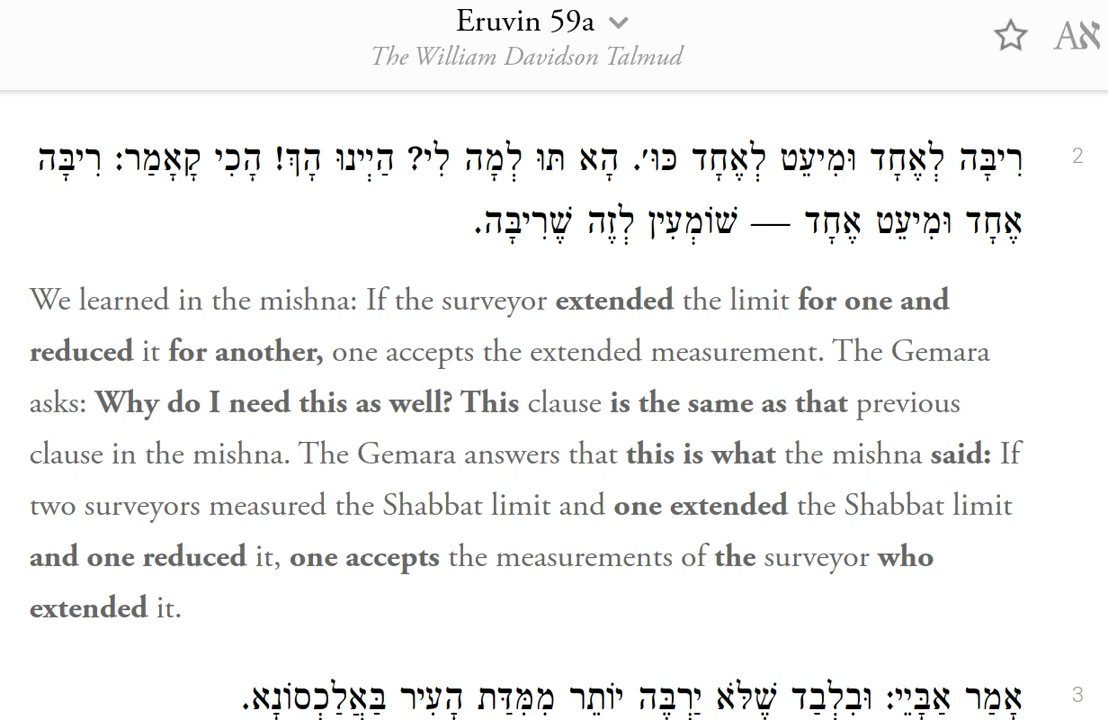 Eruvin 59a
The William Davidson Talmud
Aא
2
רִיבָּה לְאֶחָד וּמִיעֵט לְאֶחָד כּוּ׳. הָא תּוּ לְמָה לִי? הַיְינוּ הָךְ! הָכִי קָאָמַר: רִיבָּה
אֶחָד וּמִיעֵט אֶחָד — שׁוֹמְעִין לְזֶה שֶׁרִיבָּה.
We learned in the mishna: If the surveyor extended the limit for one and
reduced it for another, one accepts the extended measurement. The Gemara
asks: Why do I need this as well? This clause is the same as that previous
clause in the mishna. The Gemara answers that this is what the mishna said: If
two surveyors measured the Shabbat limit and one extended the Shabbat limit
and one reduced it, one accepts the measurements of the surveyor who
extended it.
3
אָמַר אַבָּיֵי: וּבִלְבַד שֶׁלֹּא יַרְבֶּה יוֹתֵר מִמִּדַּת הָעִיר בַּאֲלַכְסוֹנָא.